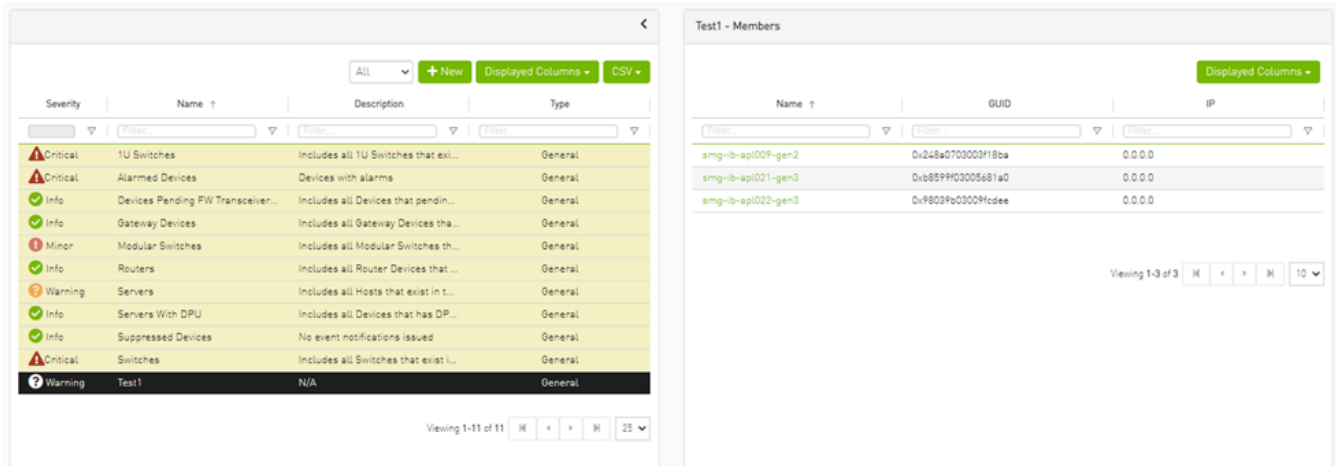 Test1 - Members
All
+ New
Displayed Columns
CSV
Displayed Columns
Severity Name ↑ Description Type
Filter... Filter... Filter...
Critical 1U Switches Includes all 1U Switches that exi... General
Critical Alarmed Devices Devices with alarms General
Info Devices Pending FW Transceiver... Includes all Devices that pendin... General
Info Gateway Devices Includes all Gateway Devices tha... General
Minor Modular Switches Includes all Modular Switches th... General
Info Routers Includes all Router Devices that ... General
Warning Servers Includes all Hosts that exist in t... General
Info Servers With DPU Includes all Devices that has DP... General
Info Suppressed Devices No event notifications issued General
Critical Switches Includes all Switches that exist i... General
Warning Test1 N/A General
Viewing 1-11 of 11 25
Name ↑ GUID IP
Filter... Filter... Filter...
smg-ib-apl009-gen2 0x248a0703003f18ba 0.0.0.0
smg-ib-apl021-gen3 0xb8599f03005681a0 0.0.0.0
smg-ib-apl022-gen3 0x98039b03009fcdee 0.0.0.0
Viewing 1-3 of 3 10